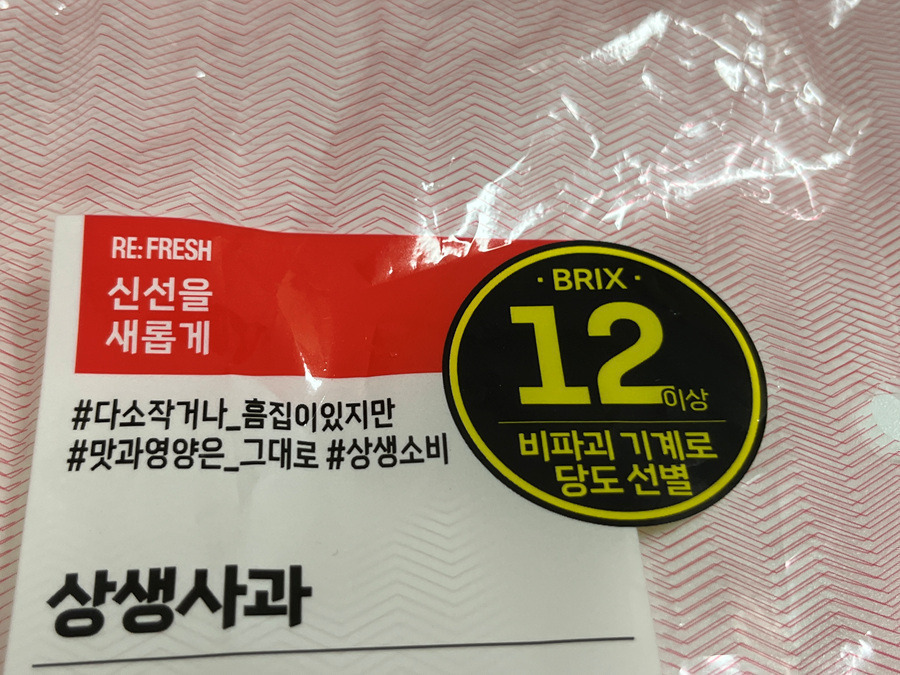 RE: FRESH
신선을
새롭게
#다소작거나_흠집이있지만
#맛과영양은_그대로 #상생소비
상생사과
· BRIX ·
12이상
비파괴 기계로
당도 선별